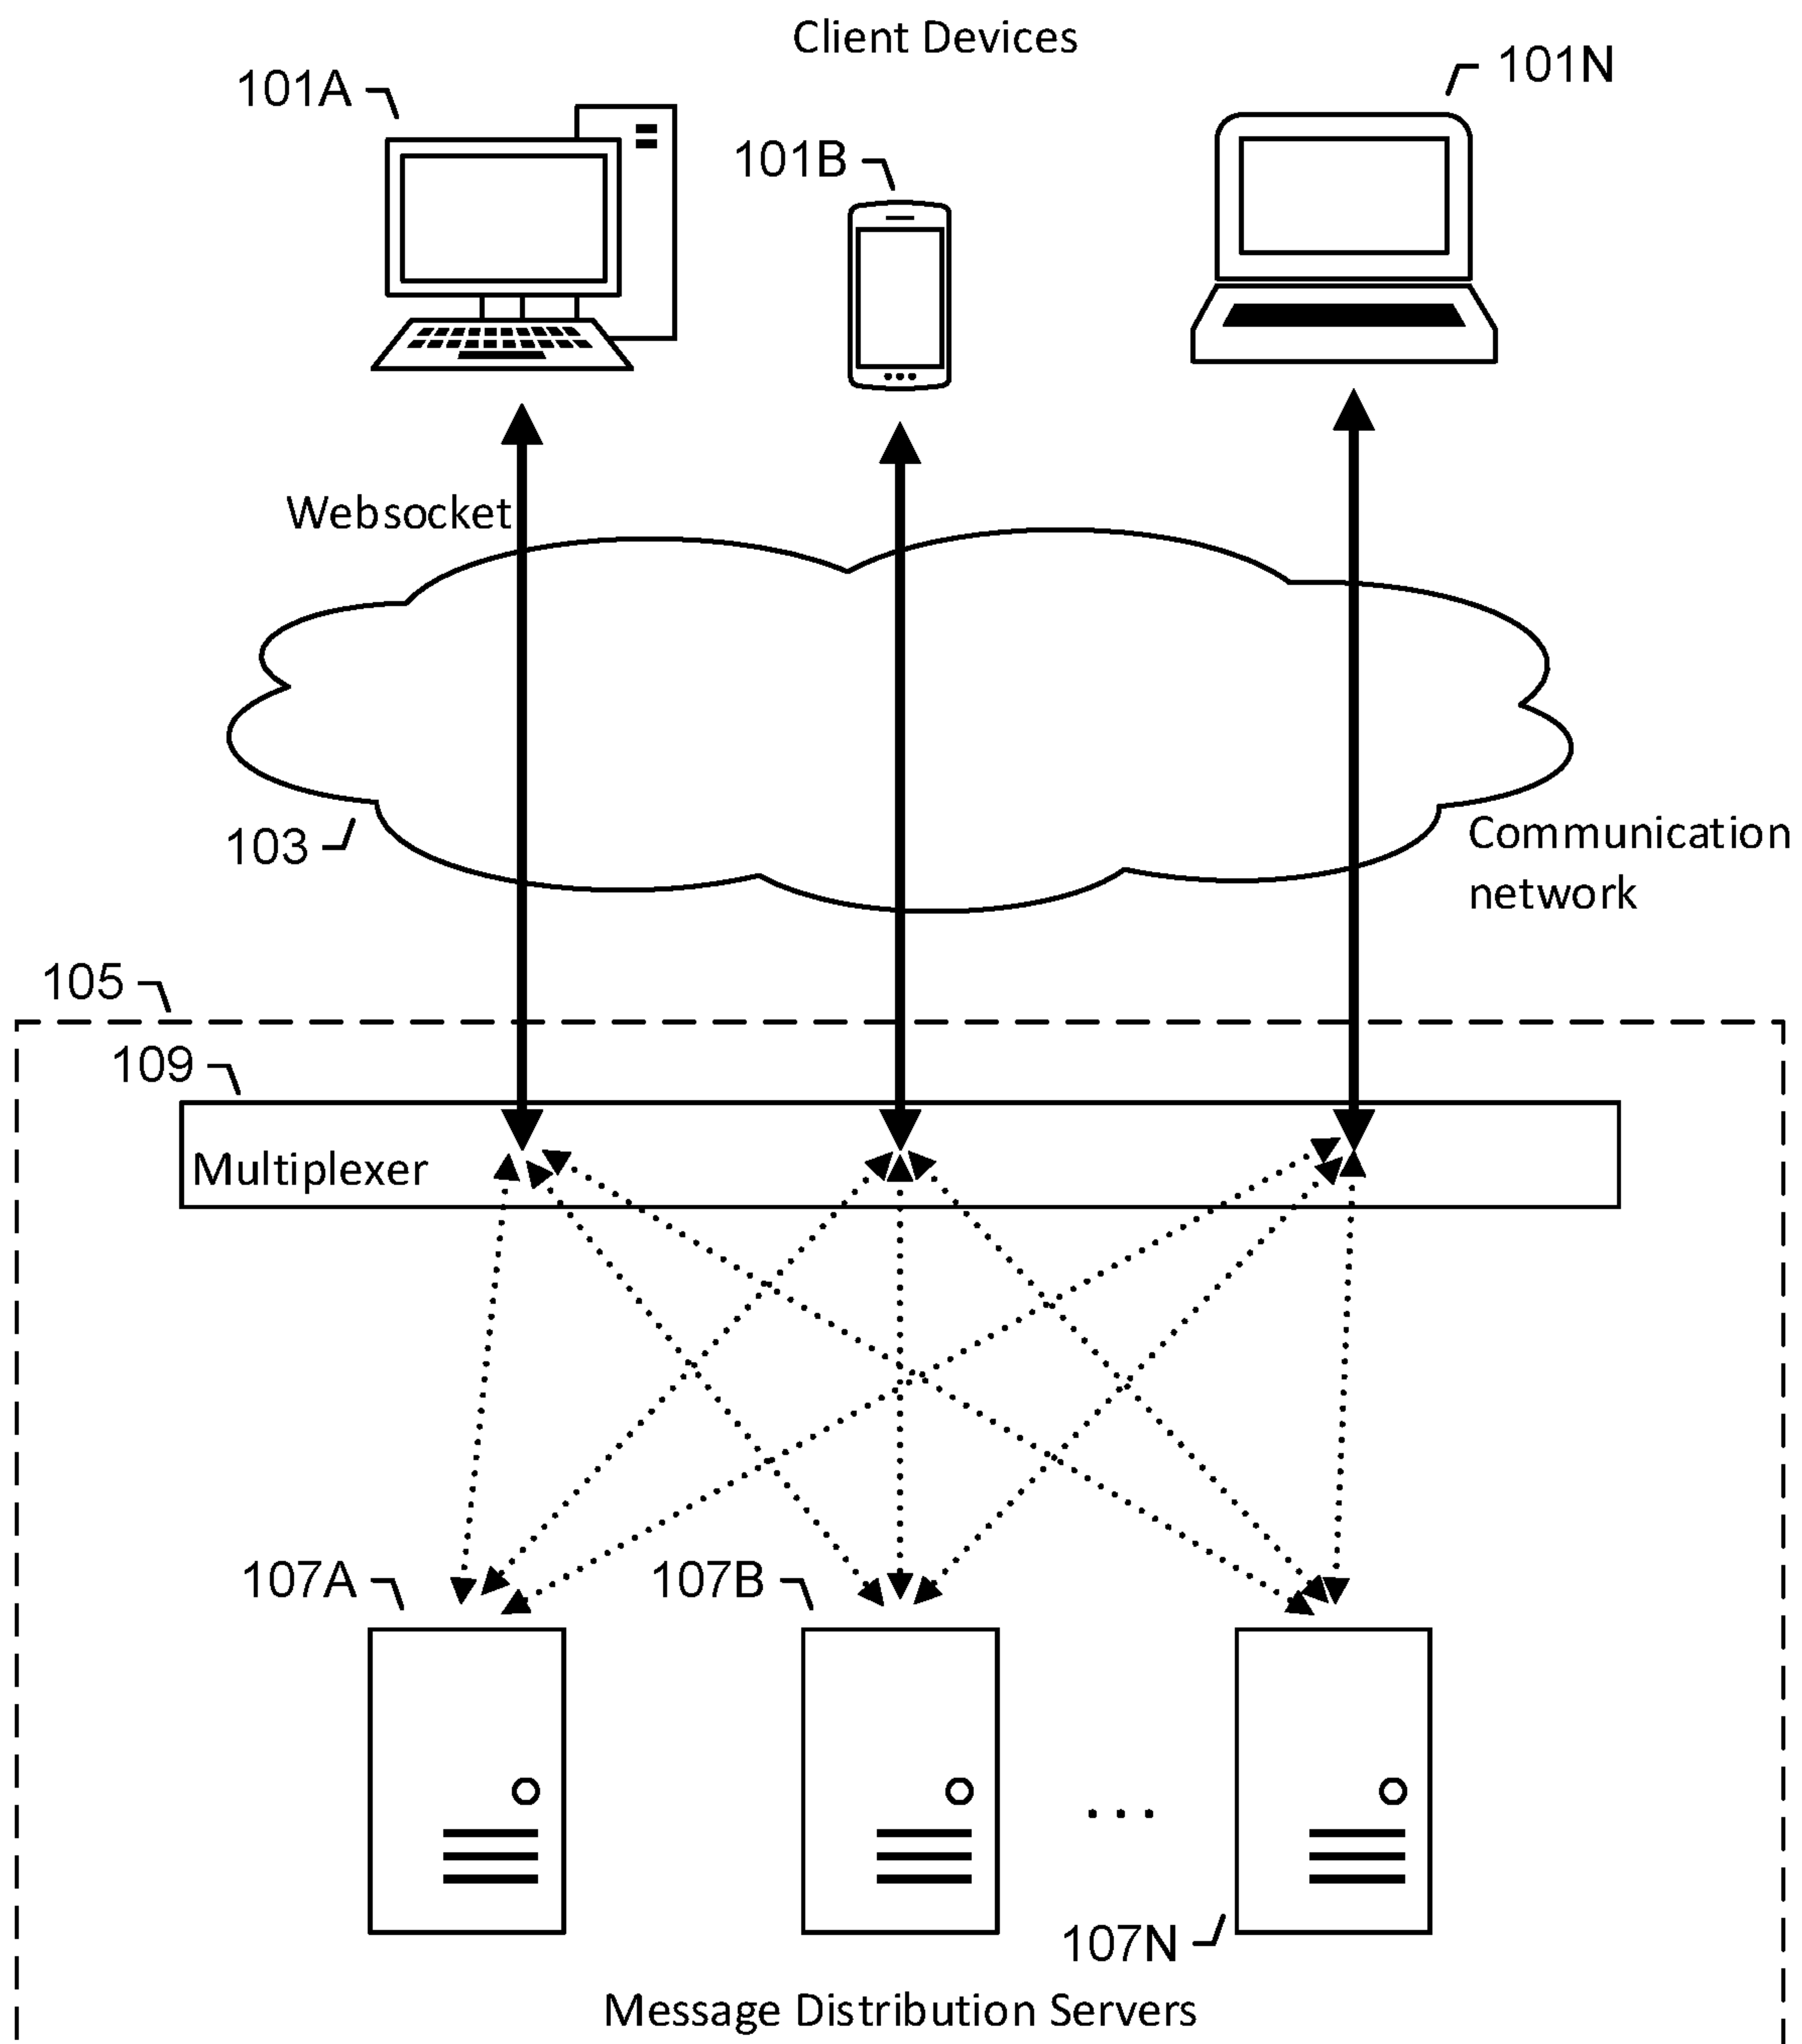 Client Devices
101A
101N
101B
Websocket
103
Communication
network
105
109
Multiplexer
107A
107B
...
107N
Message Distribution Servers